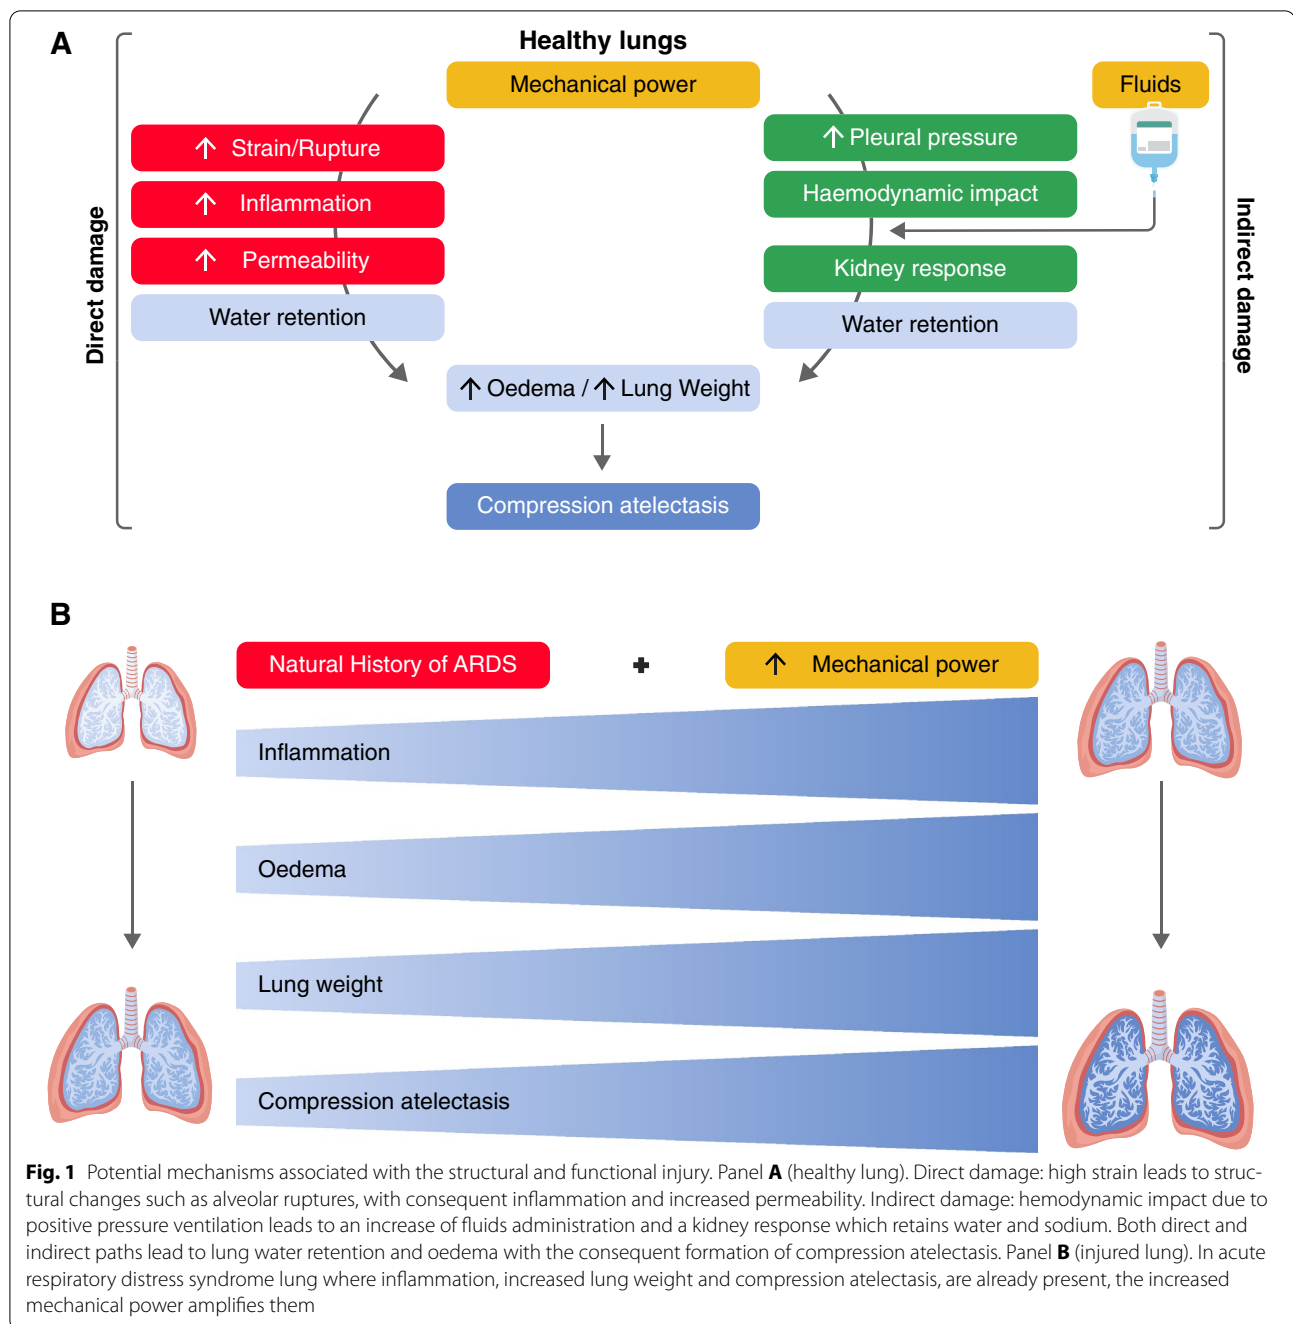 A
Healthy lungs
Mechanical power
Fluids
Direct damage
↑ Strain/Rupture
↑ Inflammation
↑ Permeability
Water retention
↑ Pleural pressure
Haemodynamic impact
Kidney response
Water retention
Indirect damage
↑ Oedema / ↑ Lung Weight
Compression atelectasis
B
Natural History of ARDS + ↑ Mechanical power
Inflammation
Oedema
Lung weight
Compression atelectasis
Fig. 1 Potential mechanisms associated with the structural and functional injury. Panel A (healthy lung). Direct damage: high strain leads to struc-
tural changes such as alveolar ruptures, with consequent inflammation and increased permeability. Indirect damage: hemodynamic impact due to
positive pressure ventilation leads to an increase of fluids administration and a kidney response which retains water and sodium. Both direct and
indirect paths lead to lung water retention and oedema with the consequent formation of compression atelectasis. Panel B (injured lung). In acute
respiratory distress syndrome lung where inflammation, increased lung weight and compression atelectasis, are already present, the increased
mechanical power amplifies them